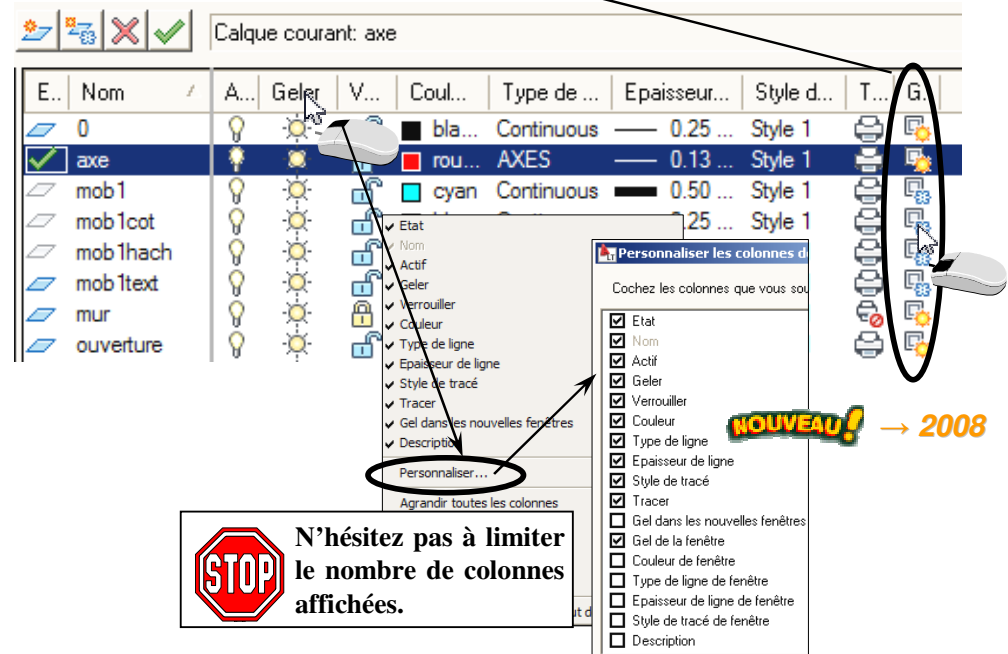 Calque courant: axe
E.. Nom A... Geler V... Coul... Type de ... Epaisseur... Style d... T... G.
0 bla... Continuous 0.25 ... Style 1
axe rou... AXES 0.13 ... Style 1
mob1 cyan Continuous 0.50 ... Style 1
mob1cot .25 ... Style 1
mob1hach
mob1text
mur
ouverture
Etat
Nom
Actif
Geler
Verrouiller
Couleur
Type de ligne
Epaisseur de ligne
Style de tracé
Tracer
Gel dans les nouvelles fenêtres
Description
Personnaliser...
Agrandir toutes les colonnes
LT Personnaliser les colonnes d
Cochez les colonnes que vous sou
Etat
Nom
Actif
Geler
Verrouiller
Couleur
Type de ligne
Epaisseur de ligne
Style de tracé
Tracer
Gel dans les nouvelles fenêtres
Gel de la fenêtre
Couleur de fenêtre
Type de ligne de fenêtre
Epaisseur de ligne de fenêtre
Style de tracé de fenêtre
Description
NOUVEAU! → 2008
STOP
N’hésitez pas à limiter
le nombre de colonnes
affichées.